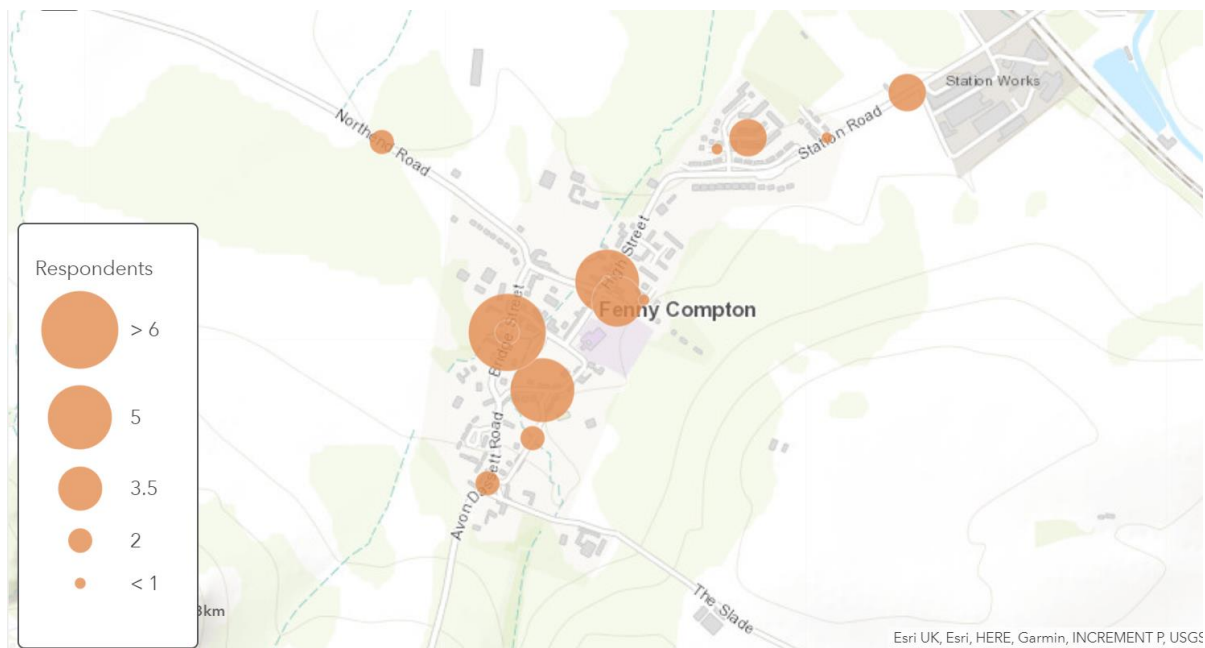 Station Works
Station Road
Northend Road
High Street
Respondents
> 6
5
3.5
2
< 1
Fenny Compton
Bridge Street
Avon Dassett Road
The Slade
3km
Esri UK, Esri, HERE, Garmin, INCREMENT P, USGS